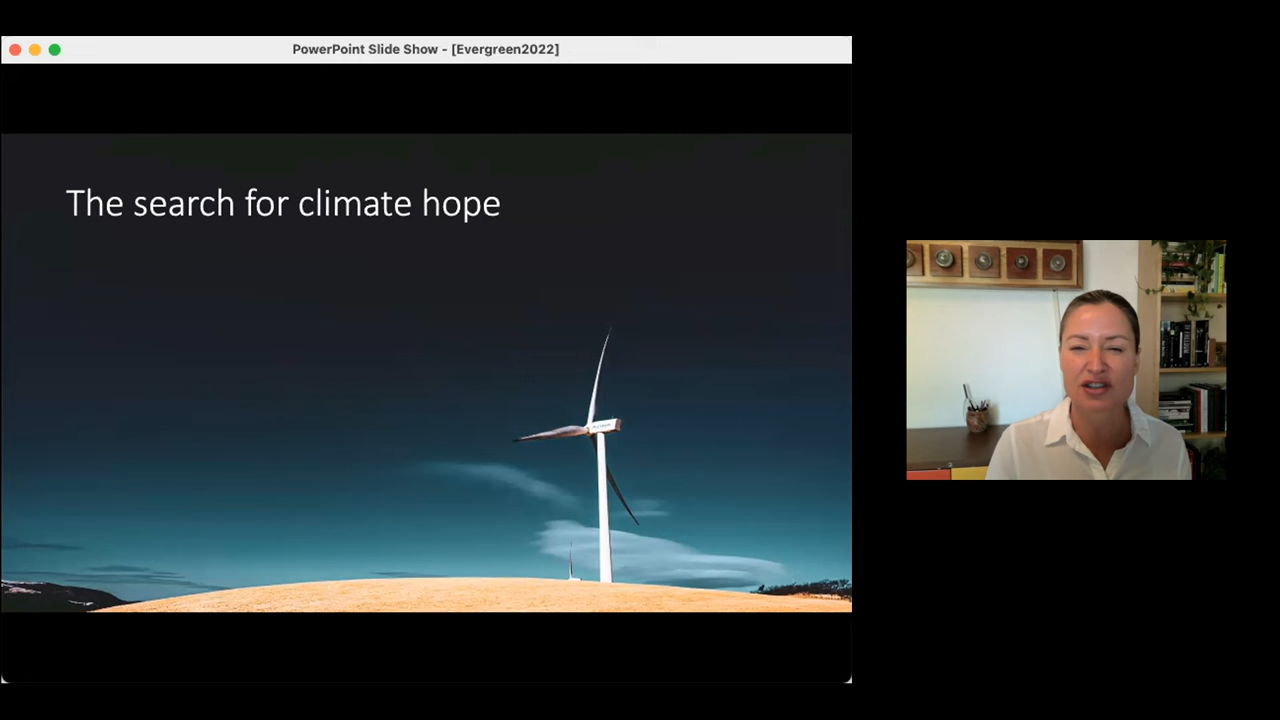 PowerPoint Slide Show - [Evergreen2022]
The search for climate hope